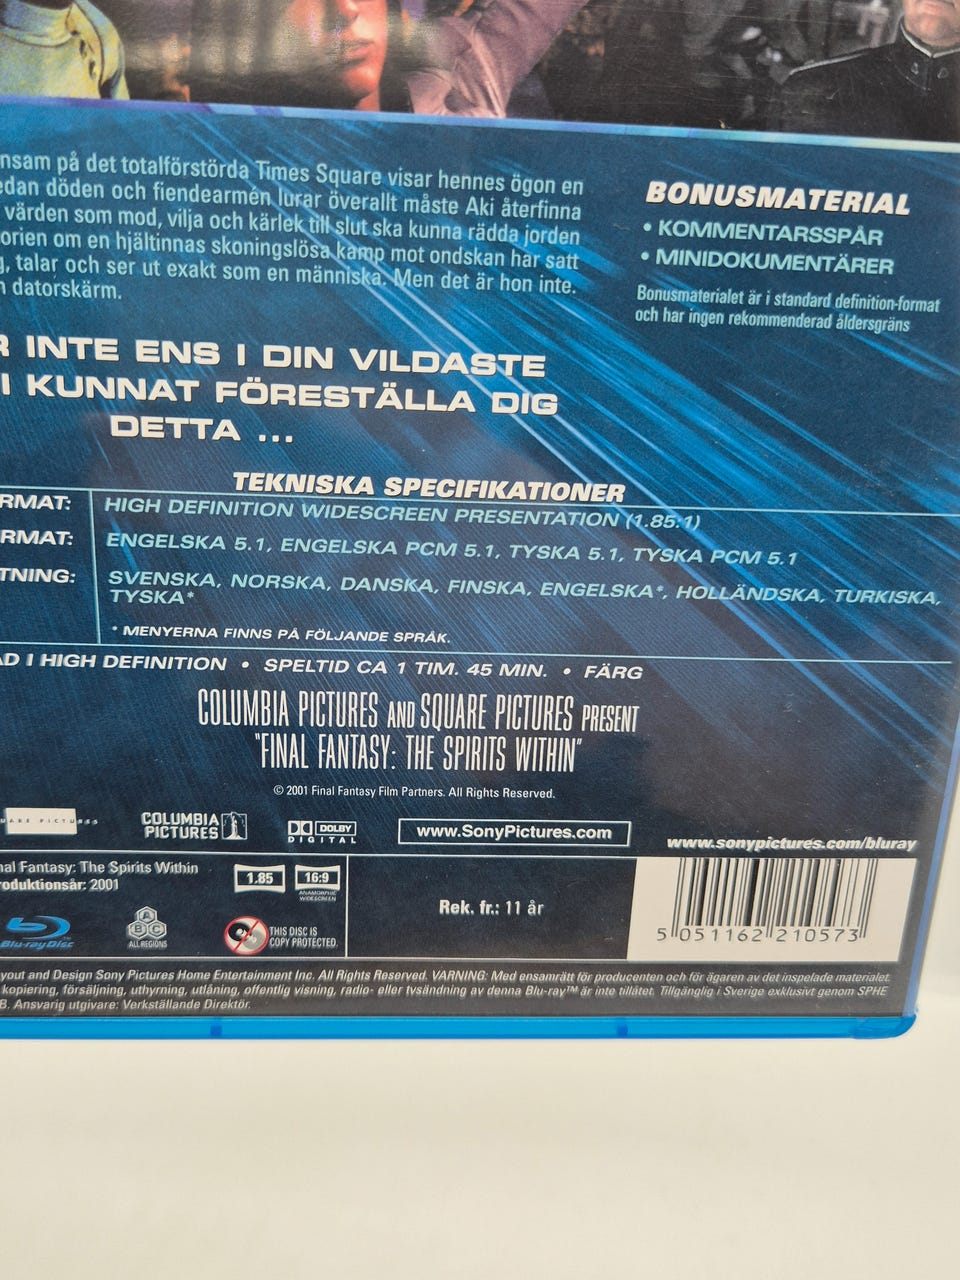 nsam på det totalförstörda Times Square visar hennes ögon en
edan döden och fiendearmén lurar överallt måste Aki återfinna
värden som mod, vilja och kärlek till slut ska kunna rädda jorden
orien om en hjältinnas skoningslösa kamp mot ondskan har satt
g, talar och ser ut exakt som en människa. Men det är hon inte.
n datorskärm.
R INTE ENS I DIN VILDASTE
I KUNNAT FÖRESTÄLLA DIG
DETTA ...
BONUSMATERIAL
• KOMMENTARSSPÅR
• MINIDOKUMENTÄRER
Bonusmaterialet är i standard definition-format
och har ingen rekommenderad åldersgräns
TEKNISKA SPECIFIKATIONER
RMAT: HIGH DEFINITION WIDESCREEN PRESENTATION (1.85:1)
RMAT: ENGELSKA 5.1, ENGELSKA PCM 5.1, TYSKA 5.1, TYSKA PCM 5.1
TNING: SVENSKA, NORSKA, DANSKA, FINSKA, ENGELSKA*, HOLLÄNDSKA, TURKISKA,
TYSKA*
* MENYERNA FINNS PÅ FÖLJANDE SPRÅK.
AD I HIGH DEFINITION • SPELTID CA 1 TIM. 45 MIN. • FÄRG
COLUMBIA PICTURES AND SQUARE PICTURES PRESENT
"FINAL FANTASY: THE SPIRITS WITHIN"
© 2001 Final Fantasy Film Partners. All Rights Reserved.
UARE PICTURES
COLUMBIA
PICTURES
DOLBY
DIGITAL
www.SonyPictures.com
www.sonypictures.com/bluray
nal Fantasy: The Spirits Within
roduktionsår: 2001
1.85
16:9
ANAMORPHIC
WIDESCREEN
Blu-ray Disc
A
B C
ALL REGIONS
THIS DISC IS
COPY PROTECTED.
Rek. fr.: 11 år
5 051162 210573
yout and Design Sony Pictures Home Entertainment Inc. All Rights Reserved. VARNING: Med ensamrätt för producenten och för ägaren av det inspelade materialet.
kopiering, försäljning, uthyrning, utlåning, offentlig visning, radio- eller tvsändning av denna Blu-ray™ är inte tillåtet. Tillgänglig i Sverige exklusivt genom SPHE
B. Ansvarig utgivare: Verkställande Direktör.